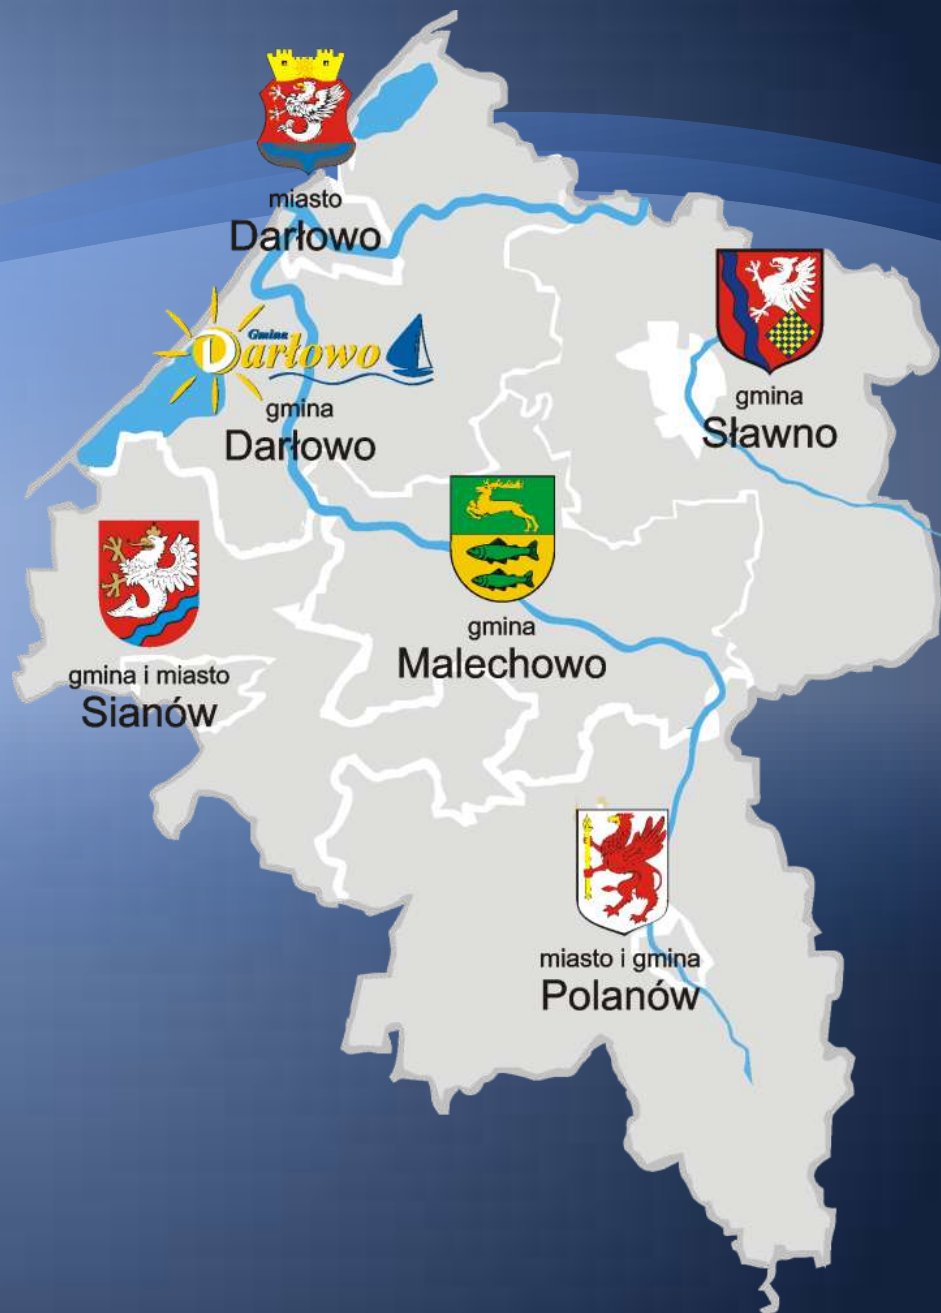 miasto
Darłowo
Gmina
Darłowo
gmina
Darłowo
gmina
Sławno
gmina
Malechowo
gmina i miasto
Sianów
miasto i gmina
Polanów